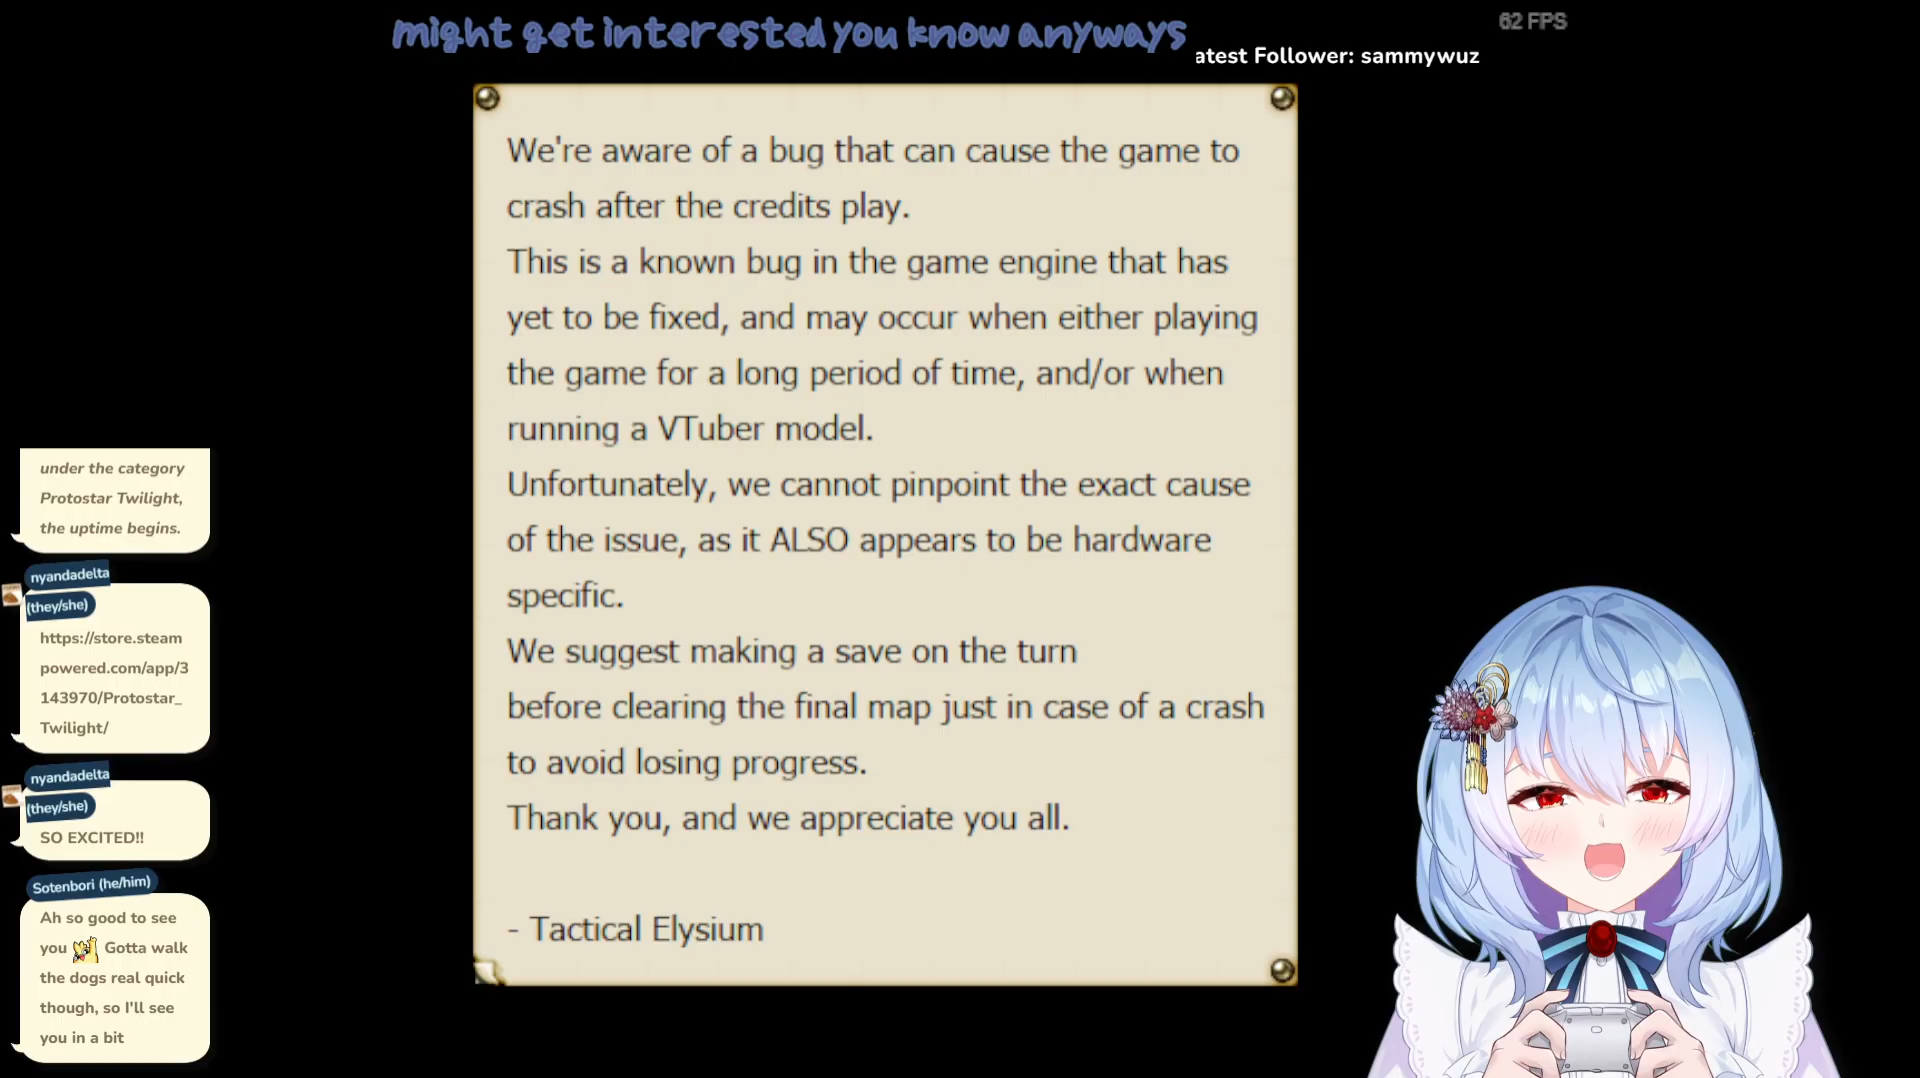 might get interested you know anyways
62 FPS
atest Follower: sammywuz
We're aware of a bug that can cause the game to
crash after the credits play.
This is a known bug in the game engine that has
yet to be fixed, and may occur when either playing
the game for a long period of time, and/or when
running a VTuber model.
Unfortunately, we cannot pinpoint the exact cause
of the issue, as it ALSO appears to be hardware
specific.
We suggest making a save on the turn
before clearing the final map just in case of a crash
to avoid losing progress.
Thank you, and we appreciate you all.
- Tactical Elysium
under the category
Protostar Twilight,
the uptime begins.
nyandadelta
(they/she)
https://store.steam
powered.com/app/3
143970/Protostar_
Twilight/
nyandadelta
(they/she)
SO EXCITED!!
Sotenbori (he/him)
Ah so good to see
you Gotta walk
the dogs real quick
though, so I'll see
you in a bit